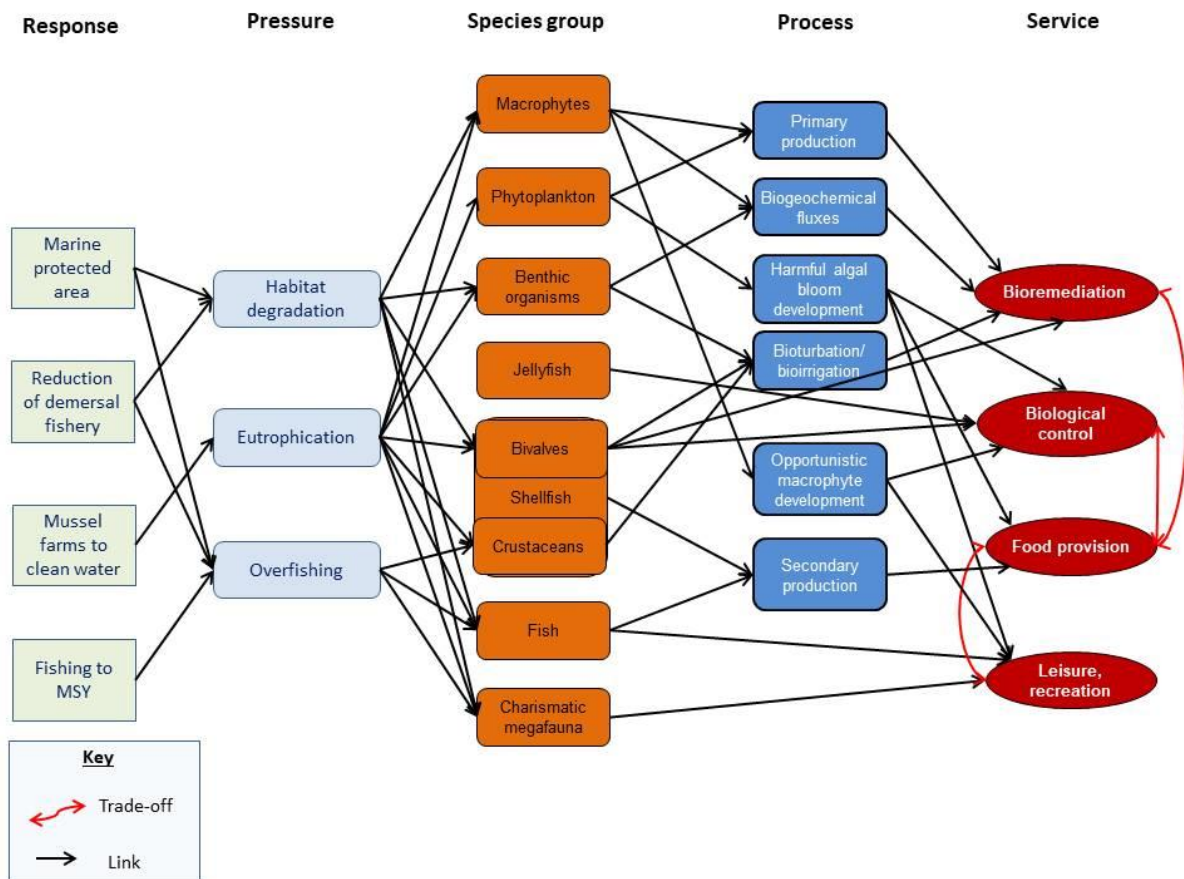 Response
Pressure
Species group
Process
Service
Marine
protected
area
Reduction
of demersal
fishery
Mussel
farms to
clean water
Fishing to
MSY
Habitat
degradation
Eutrophication
Overfishing
Macrophytes
Phytoplankton
Benthic
organisms
Jellyfish
Bivalves
Shellfish
Crustaceans
Fish
Charismatic
megafauna
Primary
production
Biogeochemical
fluxes
Harmful algal
bloom
development
Bioturbation/
bioirrigation
Opportunistic
macrophyte
development
Secondary
production
Bioremediation
Biological
control
Food provision
Leisure,
recreation
Key
Trade-off
Link